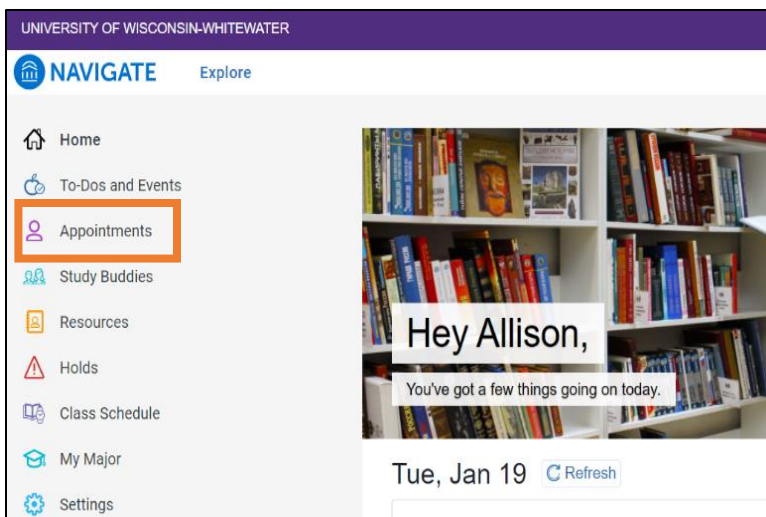 UNIVERSITY OF WISCONSIN-WHITEWATER
NAVIGATE Explore
Home
To-Dos and Events
Appointments
Study Buddies
Resources
Holds
Class Schedule
My Major
Settings
Hey Allison,
You've got a few things going on today.
Tue, Jan 19 Refresh